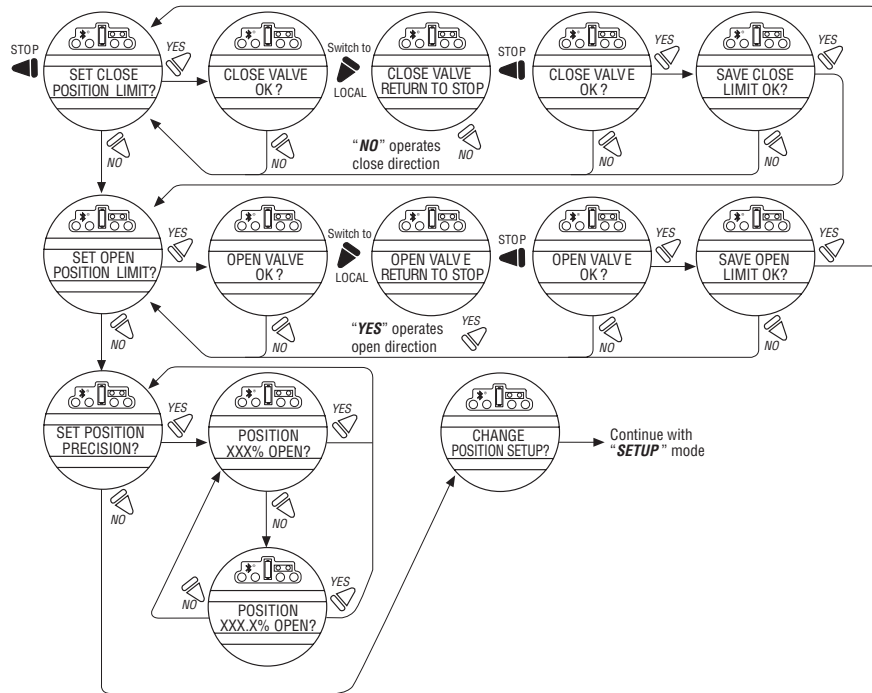 STOP
SET CLOSE
POSITION LIMIT?
YES
NO
CLOSE VALVE
OK?
NO
Switch to
LOCAL
CLOSE VALVE
RETURN TO STOP
"NO" operates
close direction
NO
STOP
CLOSE VALVE
OK?
YES
NO
SAVE CLOSE
LIMIT OK?
YES
NO
SET OPEN
POSITION LIMIT?
YES
NO
OPEN VALVE
OK?
NO
Switch to
LOCAL
OPEN VALVE
RETURN TO STOP
"YES" operates
open direction
YES
STOP
OPEN VALVE
OK?
YES
NO
SAVE OPEN
LIMIT OK?
YES
NO
SET POSITION
PRECISION?
YES
NO
POSITION
XXX% OPEN?
YES
NO
POSITION
XXX.X% OPEN?
NO
YES
CHANGE
POSITION SETUP?
Continue with
"SETUP" mode